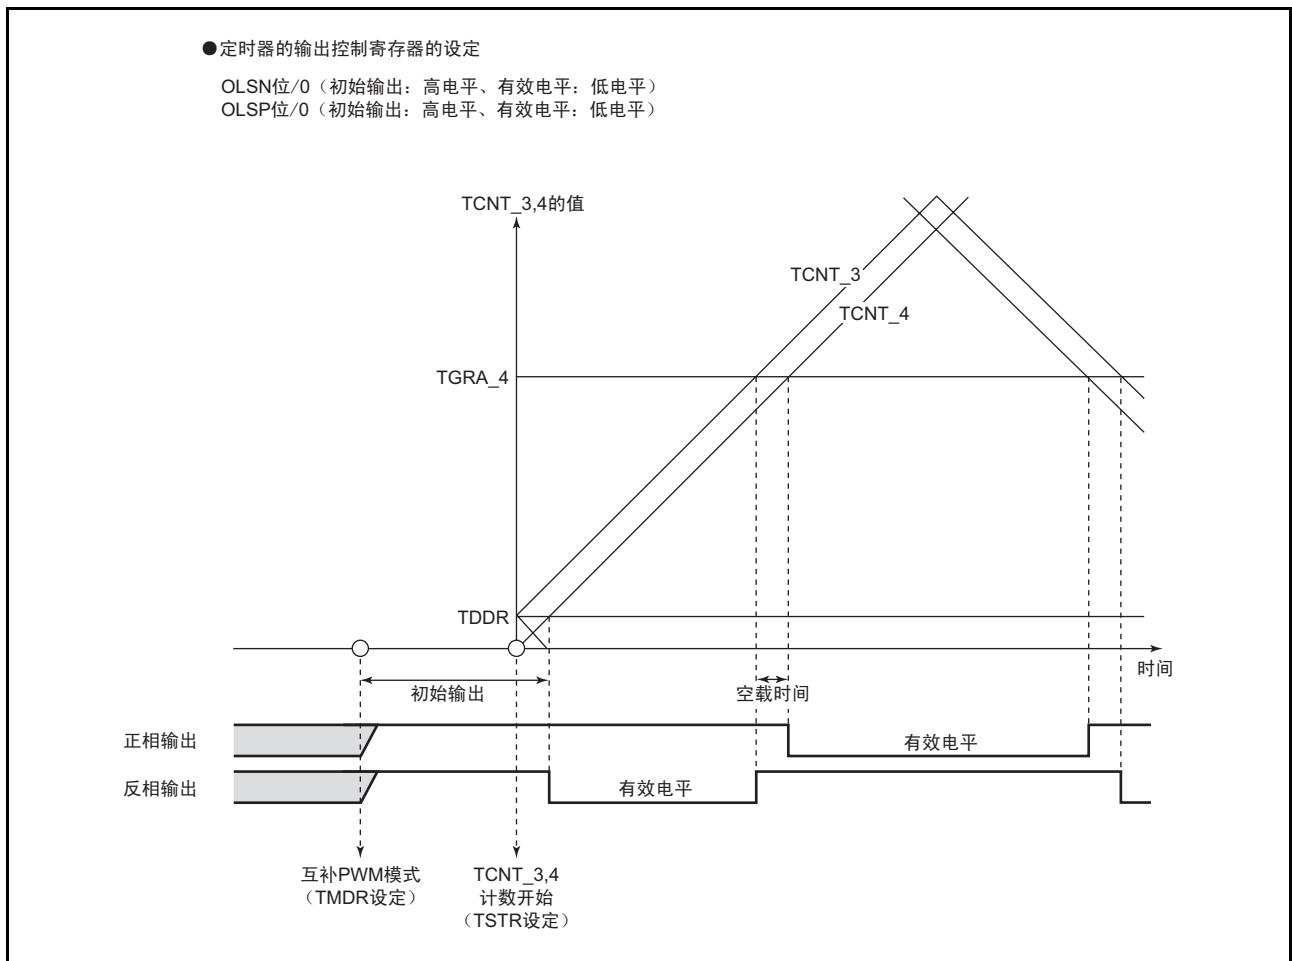 ●定时器的输出控制寄存器的设定
OLSN位/0（初始输出：高电平、有效电平：低电平）
OLSP位/0（初始输出：高电平、有效电平：低电平）
TCNT_3,4的值
TCNT_3
TCNT_4
TGRA_4
TDDR
时间
初始输出
空载时间
正相输出
有效电平
反相输出
有效电平
互补PWM模式
（TMDR设定）
TCNT_3,4
计数开始
（TSTR设定）